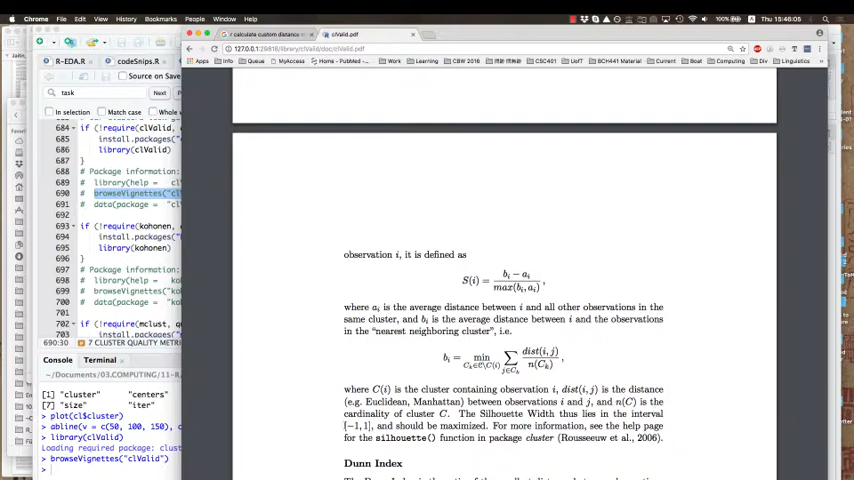 Chrome File Edit View History Bookmarks People Window Help
100% Thu 15:46:05
r calculate custom distance m
clValid.pdf
127.0.0.1:29816/library/clValid/doc/clValid.pdf
Apps Info Queue MyAccess Home - PubMed Work Learning CBW 2016 CSC401 UofT BCH441 Material Current Boat Computing Div Linguistics
R-EDA.R codeSnips.R
Source on Save
task Next
In selection Match case Whole
684 if (!require(clValid,
685 install.packages("
686 library(clValid)
687 }
688 # Package information:
689 # library(help = cl
690 # browseVignettes("cl
691 # data(package = "cl
692
693 if (!require(kohonen,
694 install.packages("
695 library(kohonen)
696 }
697 # Package information:
698 # library(help = ko
699 # browseVignettes("ko
700 # data(package = "ko
701
702 if (!require(mclust, qu
703 install.packages("
690:30 7 CLUSTER QUALITY METRI
Console Terminal
11-Documents/03.COMPUTING/11-R
[1] "cluster" "centers"
[7] "size" "iter"
> plot(cl$cluster)
> abline(v = c(50, 100, 150),
> library(clValid)
Loading required package: clust
> browseVignettes("clValid")
>
observation i, it is defined as
S(i) = (b_i − a_i) / max(b_i, a_i),
where a_i is the average distance between i and all other observations in the
same cluster, and b_i is the average distance between i and the observations
in the "nearest neighboring cluster", i.e.
b_i = min_{C_k∈𝒞\C(i)} ∑_{j∈C_k} dist(i, j) / n(C_k),
where C(i) is the cluster containing observation i, dist(i, j) is the distance
(e.g. Euclidean, Manhattan) between observations i and j, and n(C) is the
cardinality of cluster C. The Silhouette Width thus lies in the interval
[−1, 1], and should be maximized. For more information, see the help page
for the silhouette() function in package cluster (Rousseeuw et al., 2006).
Dunn Index